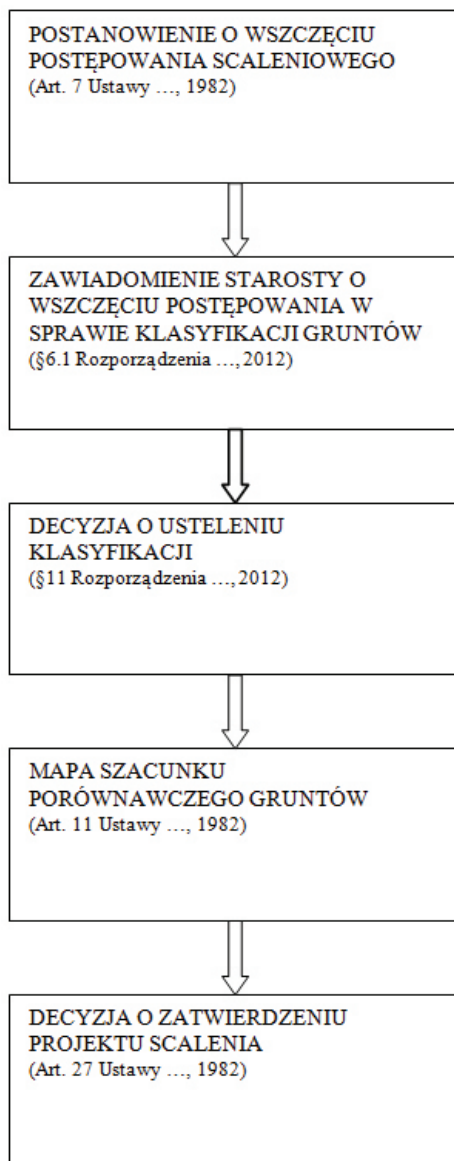 POSTANOWIENIE O WSZCZĘCIU
POSTĘPOWANIA SCALENIOWEGO
(Art. 7 Ustawy …, 1982)
ZAWIADOMIENIE STAROSTY O
WSZCZĘCIU POSTĘPOWANIA W
SPRAWIE KLASYFIKACJI GRUNTÓW
(§6.1 Rozporządzenia …, 2012)
DECYZJA O USTELENIU
KLASYFIKACJI
(§11 Rozporządzenia …, 2012)
MAPA SZACUNKU
PORÓWNAWCZEGO GRUNTÓW
(Art. 11 Ustawy …, 1982)
DECYZJA O ZATWIERDZENIU
PROJEKTU SCALENIA
(Art. 27 Ustawy …, 1982)